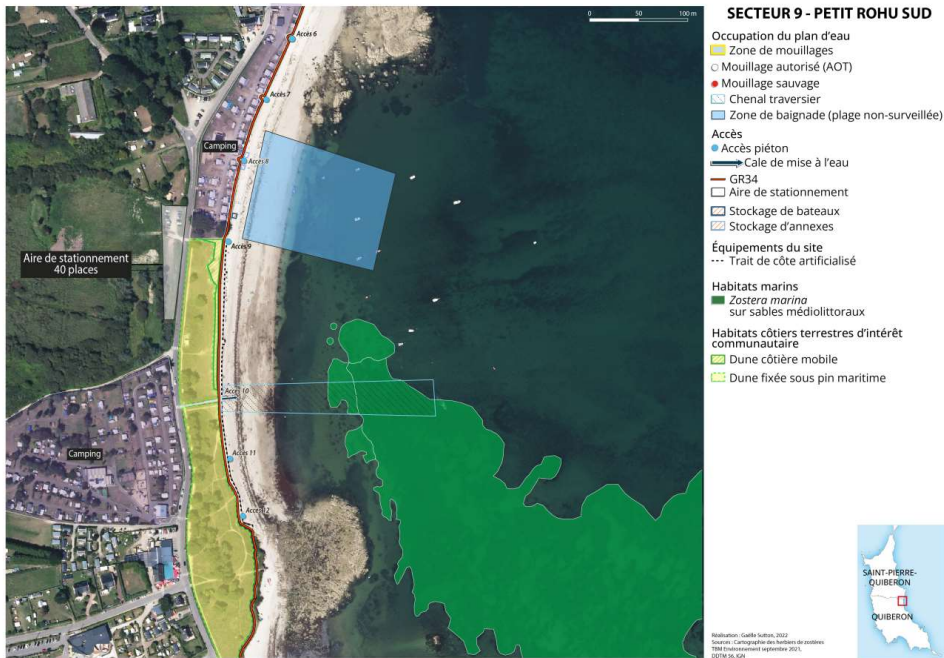 SECTEUR 9 - PETIT ROHU SUD
Occupation du plan d'eau
Zone de mouillages
Mouillage autorisé (AOT)
Mouillage sauvage
Chenal traversier
Zone de baignade (plage non-surveillée)
Accès
Accès piéton
Cale de mise à l'eau
GR34
Aire de stationnement
Stockage de bateaux
Stockage d'annexes
Équipements du site
Trait de côte artificialisé
Habitats marins
Zostera marina
sur sables médiolittoraux
Habitats côtiers terrestres d'intérêt
communautaire
Dune côtière mobile
Dune fixée sous pin maritime
0 50 100 m
Accès 6
Accès 7
Camping
Accès 8
Accès 9
Aire de stationnement
40 places
Accès 10
Accès 11
Camping
Accès 12
SAINT-PIERRE-
QUIBERON
QUIBERON
Réalisation : Gaëlle Sutton, 2022
Sources : Cartographie des herbiers de zostères
TBM Environnement septembre 2021,
DDTM 56, IGN